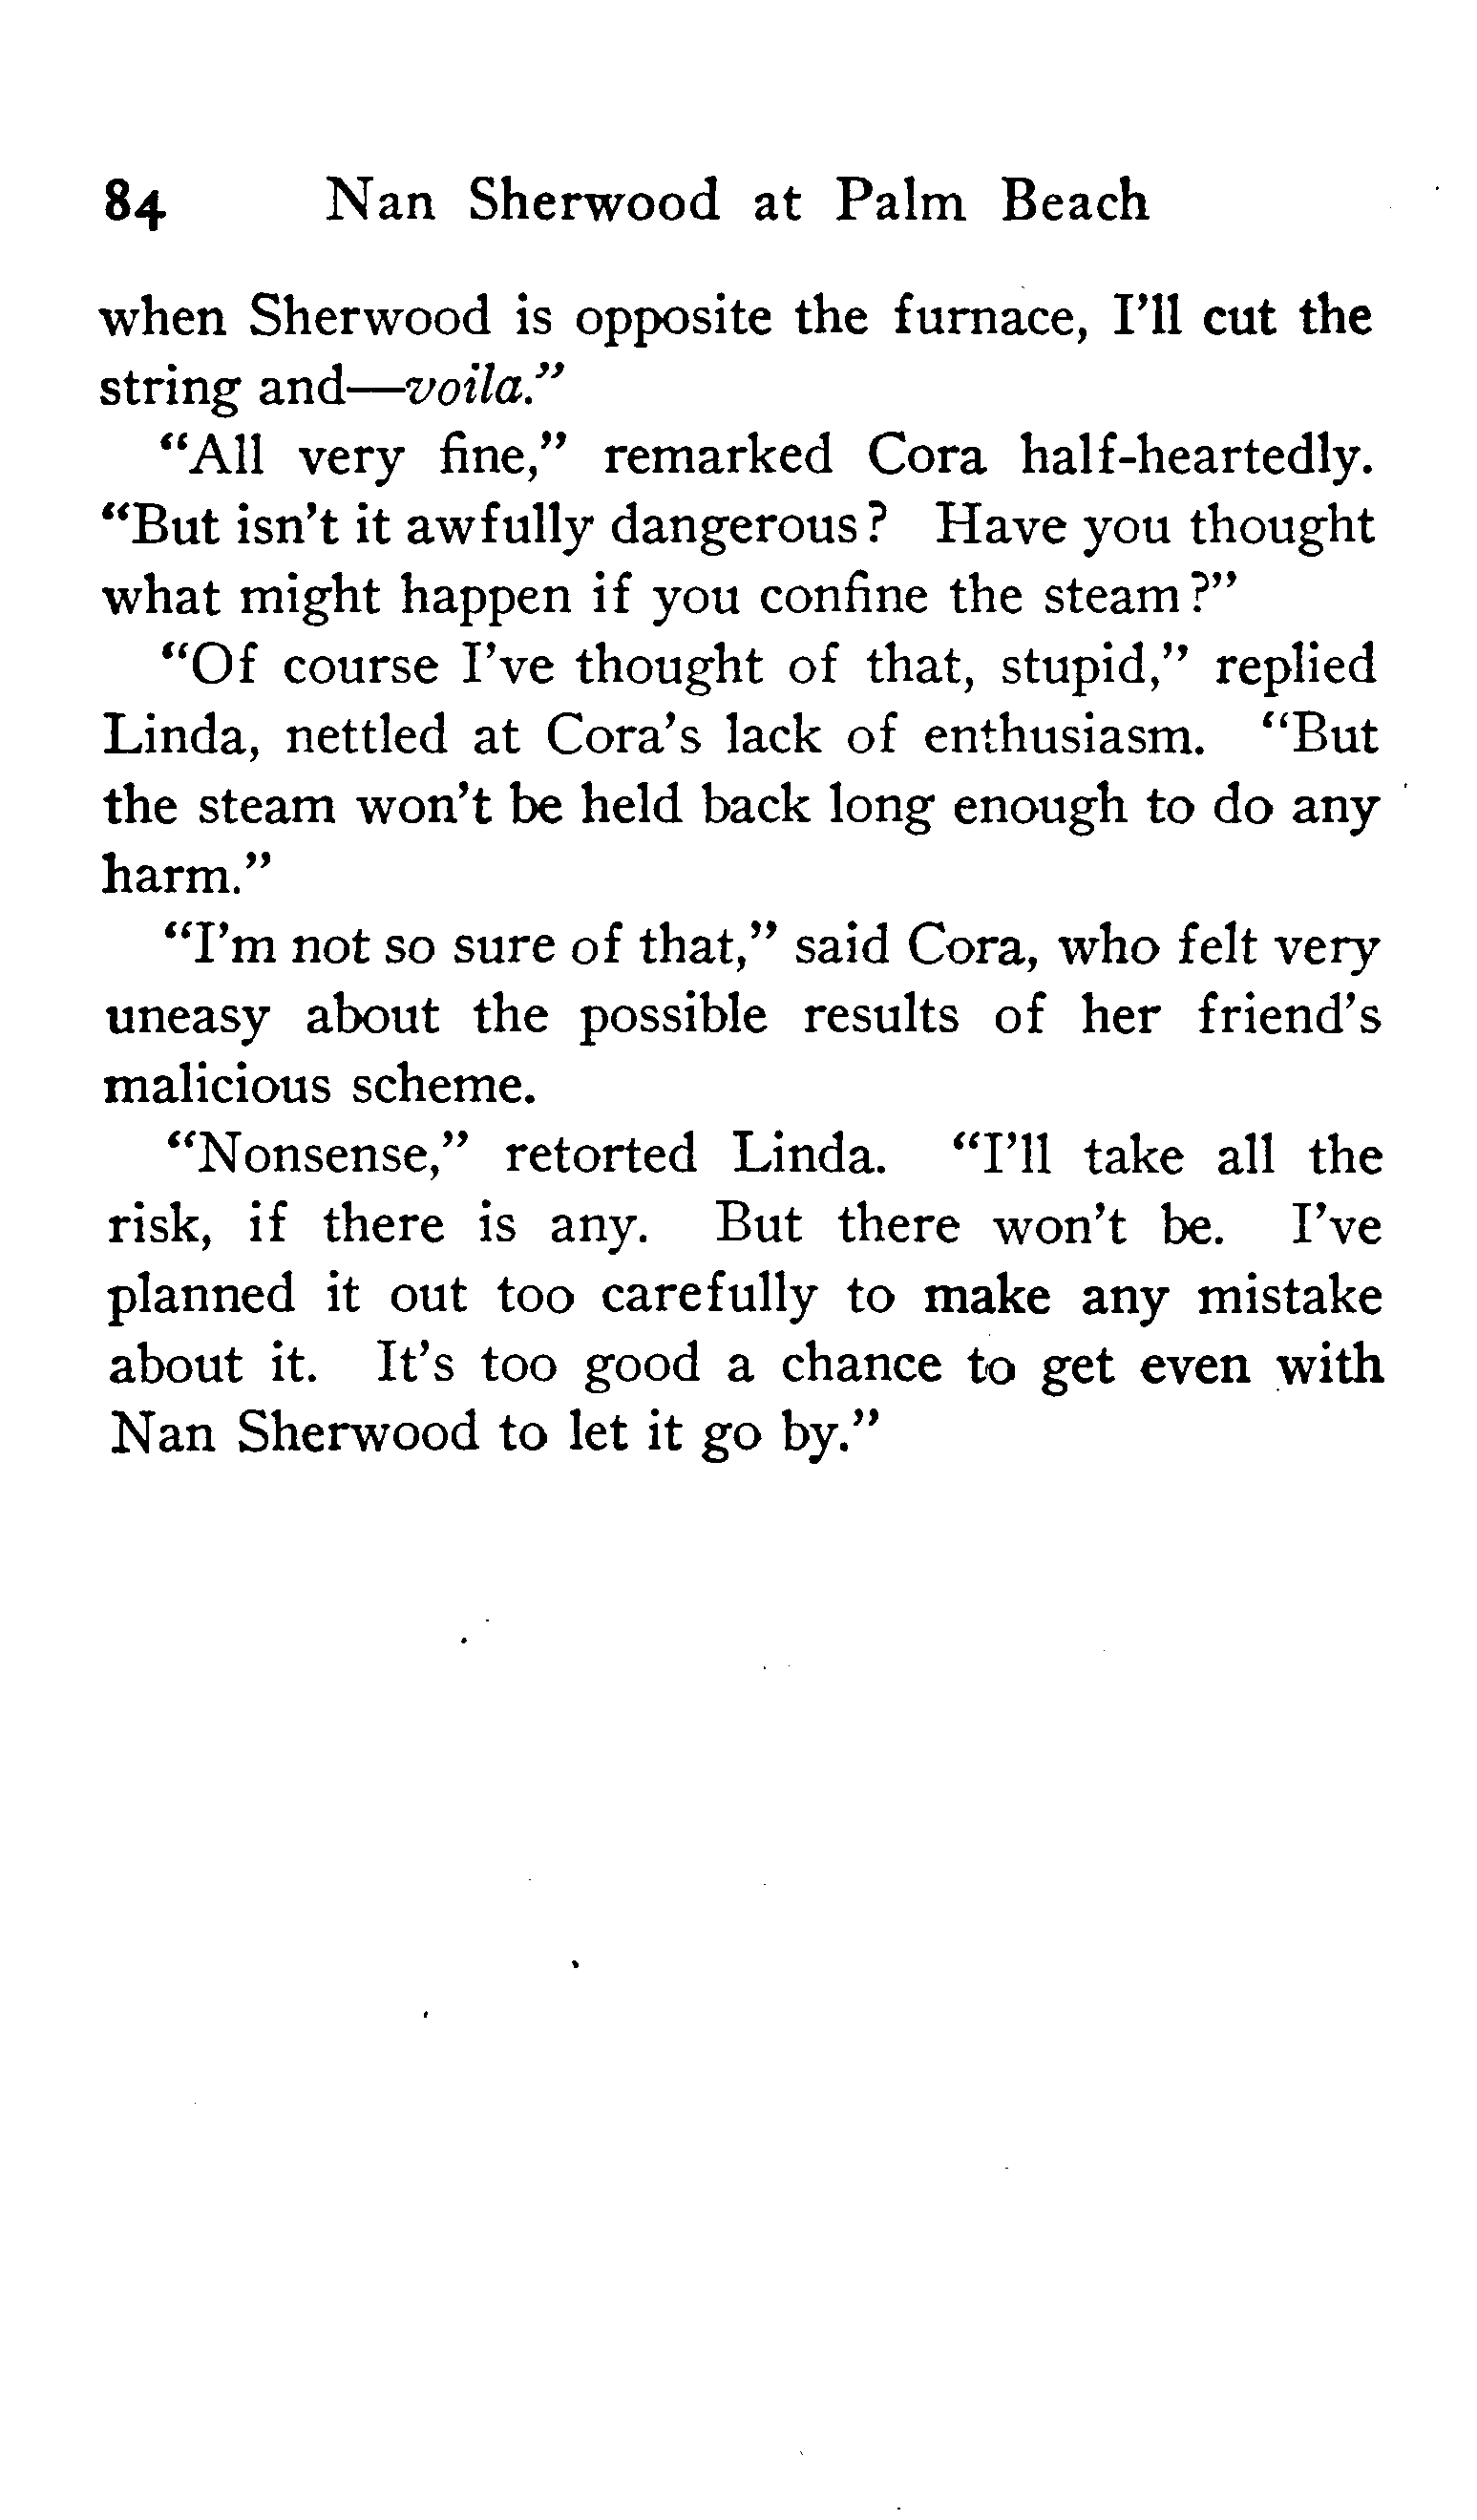 84 Nan Sherwood at Palm Beach
when Sherwood is opposite the furnace, I'll cut the
string and—voila."
"All very fine," remarked Cora half-heartedly.
"But isn't it awfully dangerous? Have you thought
what might happen if you confine the steam?"
"Of course I've thought of that, stupid," replied
Linda, nettled at Cora's lack of enthusiasm. "But
the steam won't be held back long enough to do any
harm."
"I'm not so sure of that," said Cora, who felt very
uneasy about the possible results of her friend's
malicious scheme.
"Nonsense," retorted Linda. "I'll take all the
risk, if there is any. But there won't be. I've
planned it out too carefully to make any mistake
about it. It's too good a chance to get even with
Nan Sherwood to let it go by."